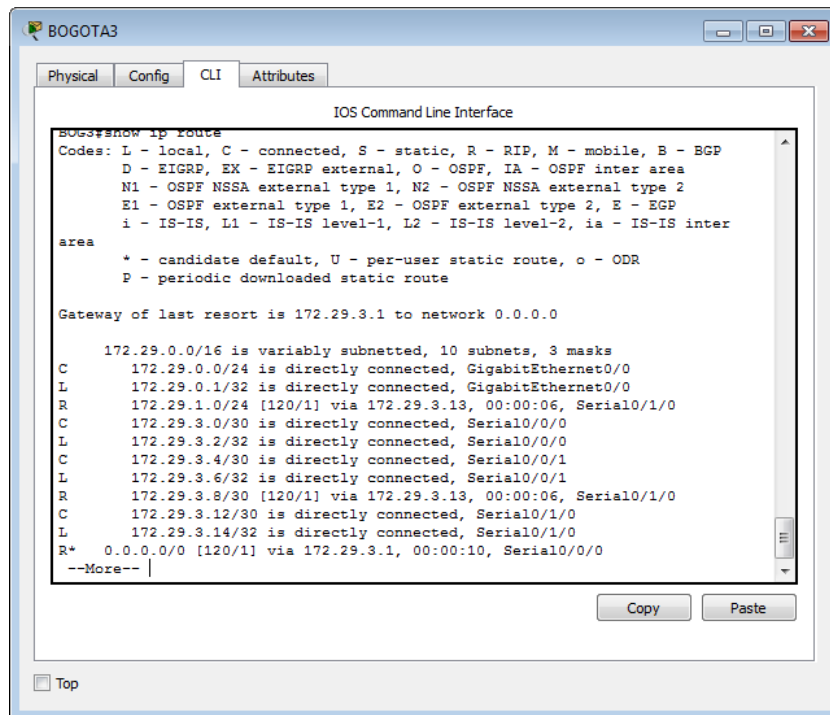 BOGOTA3
Physical Config CLI Attributes
IOS Command Line Interface
BOG3#show ip route
Codes: L - local, C - connected, S - static, R - RIP, M - mobile, B - BGP
D - EIGRP, EX - EIGRP external, O - OSPF, IA - OSPF inter area
N1 - OSPF NSSA external type 1, N2 - OSPF NSSA external type 2
E1 - OSPF external type 1, E2 - OSPF external type 2, E - EGP
i - IS-IS, L1 - IS-IS level-1, L2 - IS-IS level-2, ia - IS-IS inter
area
* - candidate default, U - per-user static route, o - ODR
P - periodic downloaded static route
Gateway of last resort is 172.29.3.1 to network 0.0.0.0
172.29.0.0/16 is variably subnetted, 10 subnets, 3 masks
C 172.29.0.0/24 is directly connected, GigabitEthernet0/0
L 172.29.0.1/32 is directly connected, GigabitEthernet0/0
R 172.29.1.0/24 [120/1] via 172.29.3.13, 00:00:06, Serial0/1/0
C 172.29.3.0/30 is directly connected, Serial0/0/0
L 172.29.3.2/32 is directly connected, Serial0/0/0
C 172.29.3.4/30 is directly connected, Serial0/0/1
L 172.29.3.6/32 is directly connected, Serial0/0/1
R 172.29.3.8/30 [120/1] via 172.29.3.13, 00:00:06, Serial0/1/0
C 172.29.3.12/30 is directly connected, Serial0/1/0
L 172.29.3.14/32 is directly connected, Serial0/1/0
R* 0.0.0.0/0 [120/1] via 172.29.3.1, 00:00:10, Serial0/0/0
--More--
Copy Paste
Top